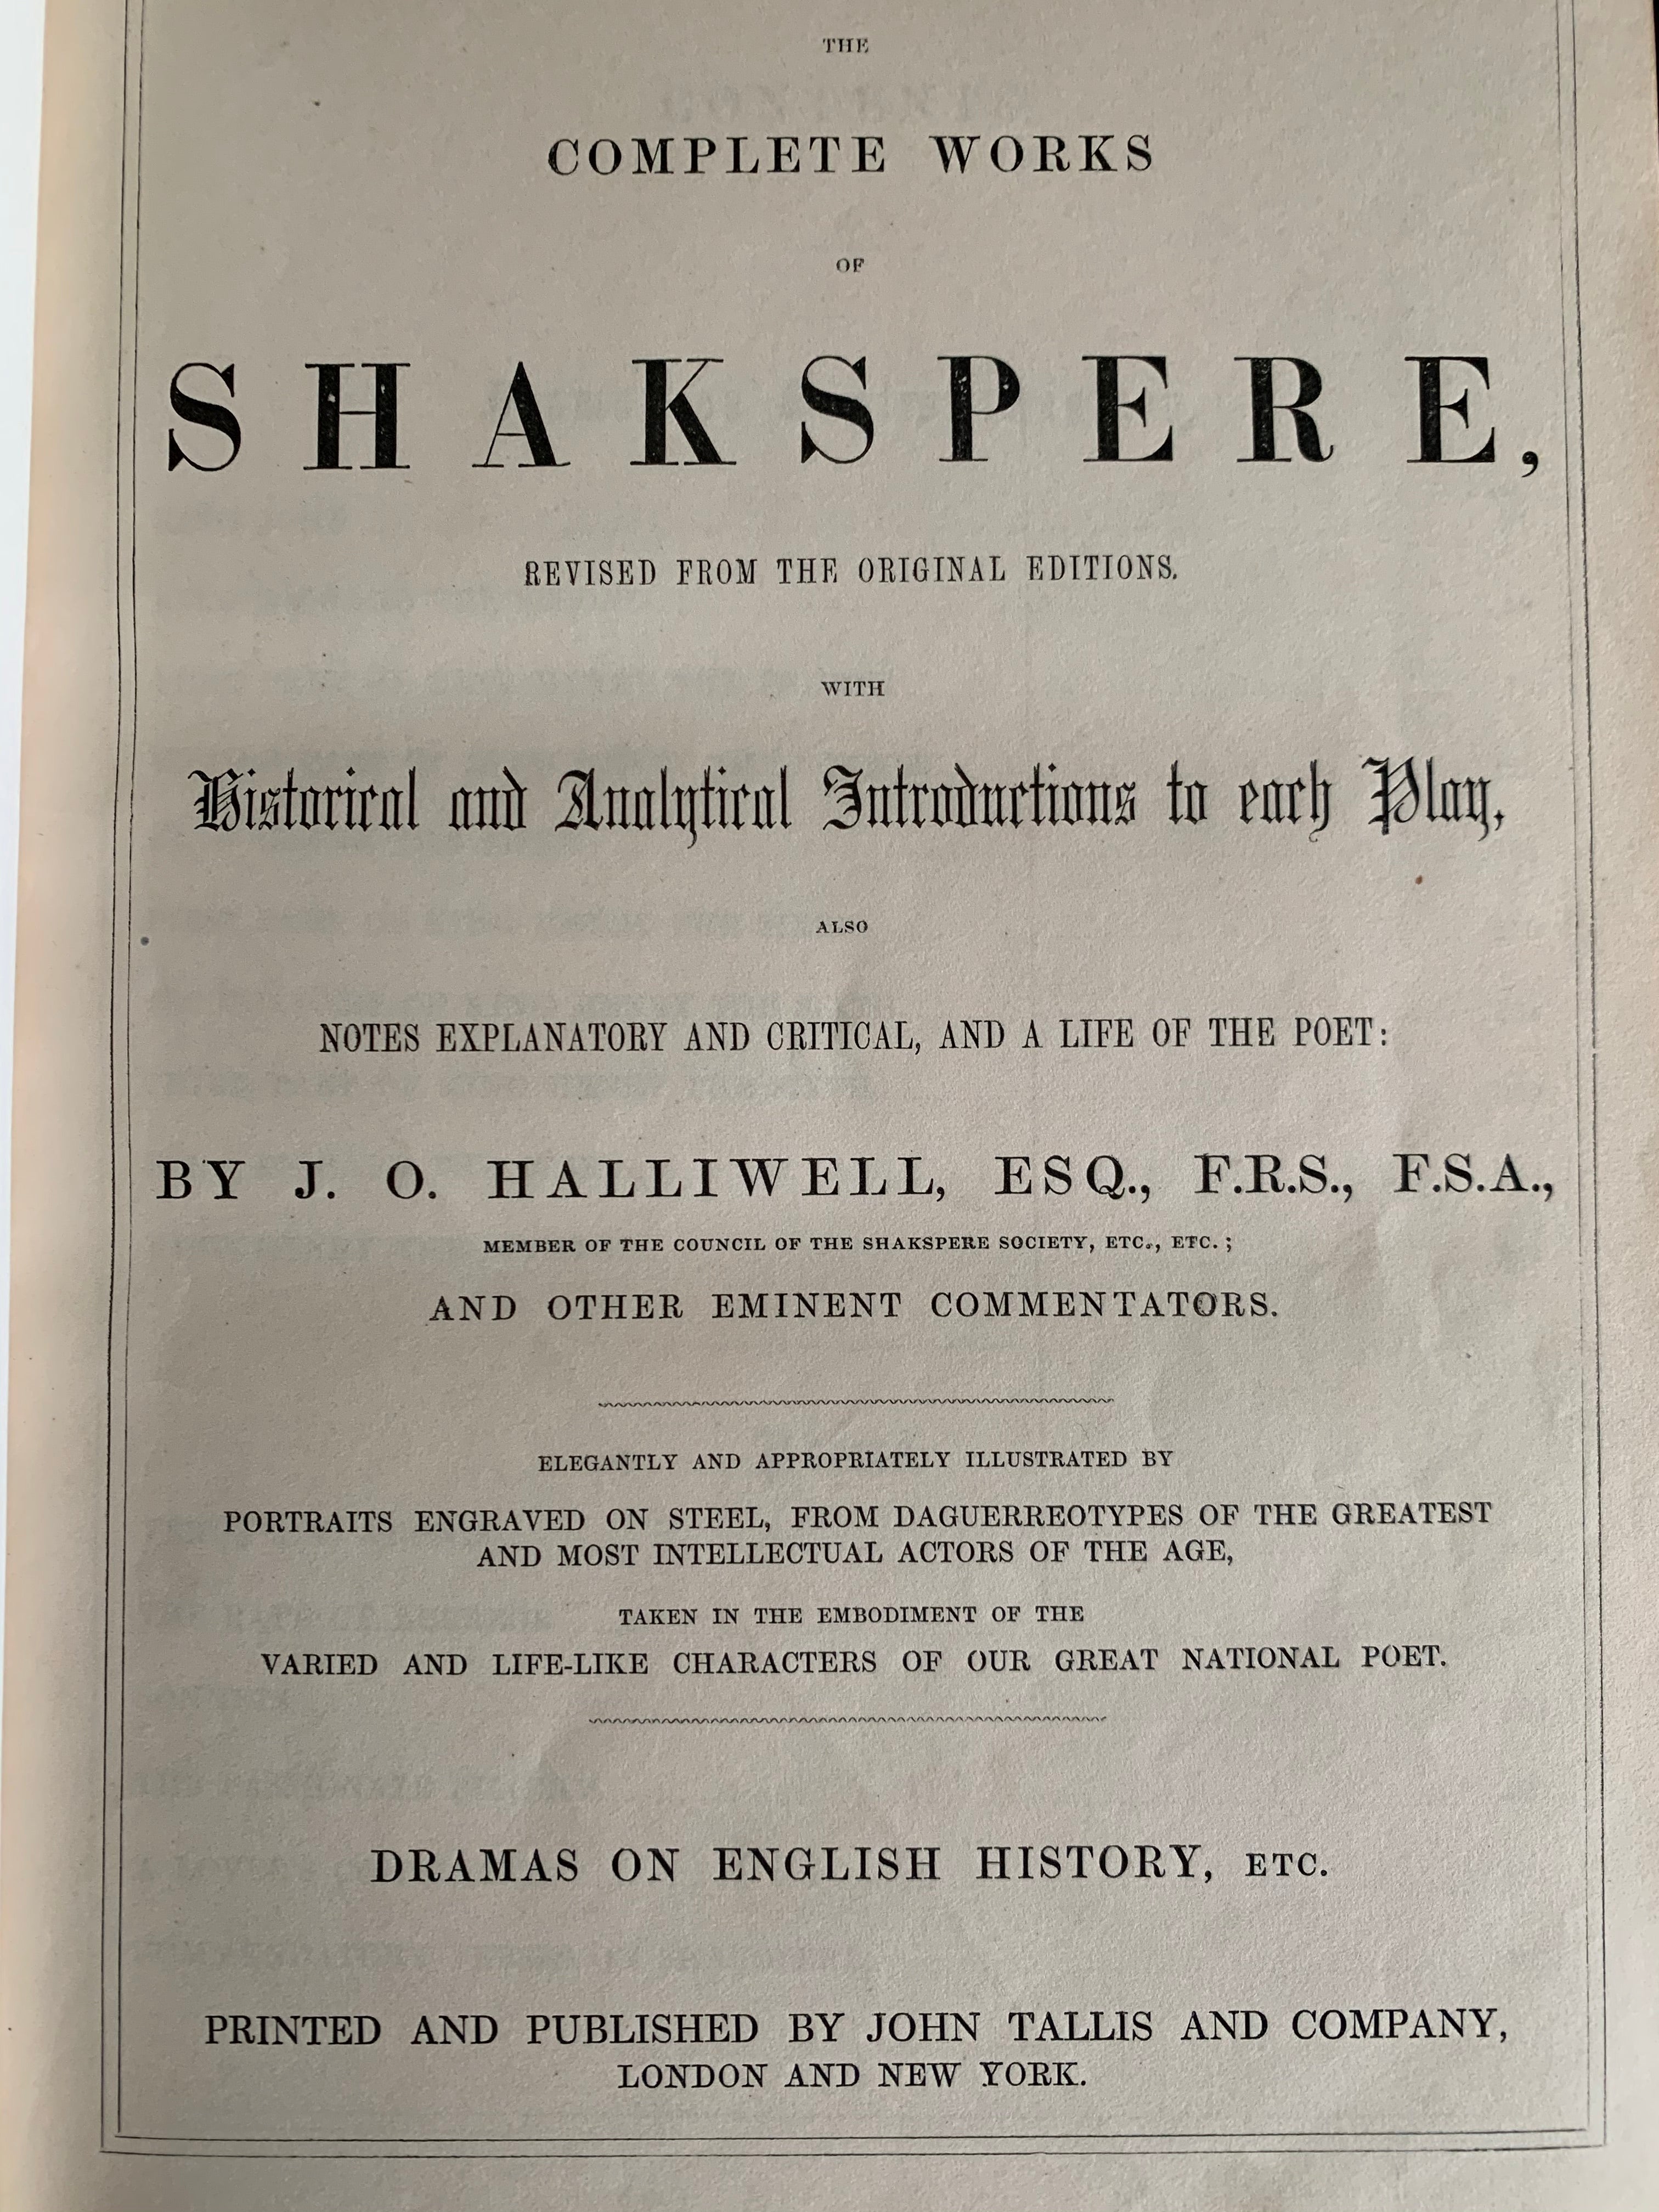 THE
COMPLETE WORKS
OF
SHAKSPERE,
REVISED FROM THE ORIGINAL EDITIONS.
WITH
Historical and Analytical Introductions to each Play,
ALSO
NOTES EXPLANATORY AND CRITICAL, AND A LIFE OF THE POET:
BY J. O. HALLIWELL, ESQ., F.R.S., F.S.A.,
MEMBER OF THE COUNCIL OF THE SHAKSPERE SOCIETY, ETC., ETC.;
AND OTHER EMINENT COMMENTATORS.
ELEGANTLY AND APPROPRIATELY ILLUSTRATED BY
PORTRAITS ENGRAVED ON STEEL, FROM DAGUERREOTYPES OF THE GREATEST
AND MOST INTELLECTUAL ACTORS OF THE AGE,
TAKEN IN THE EMBODIMENT OF THE
VARIED AND LIFE-LIKE CHARACTERS OF OUR GREAT NATIONAL POET.
DRAMAS ON ENGLISH HISTORY, ETC.
PRINTED AND PUBLISHED BY JOHN TALLIS AND COMPANY,
LONDON AND NEW YORK.